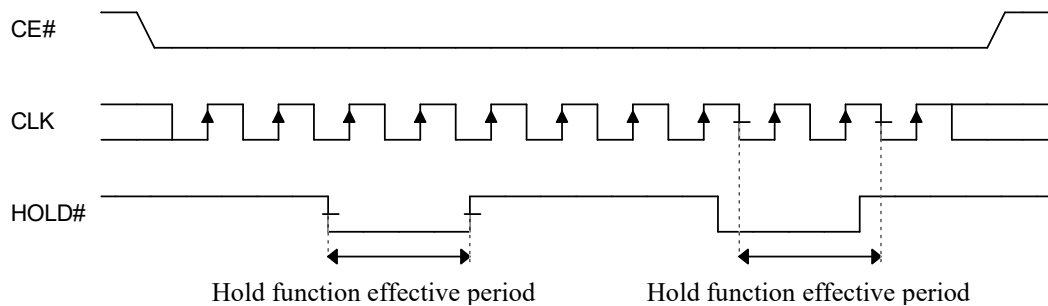 CE#
CLK
HOLD#
Hold function effective period
Hold function effective period